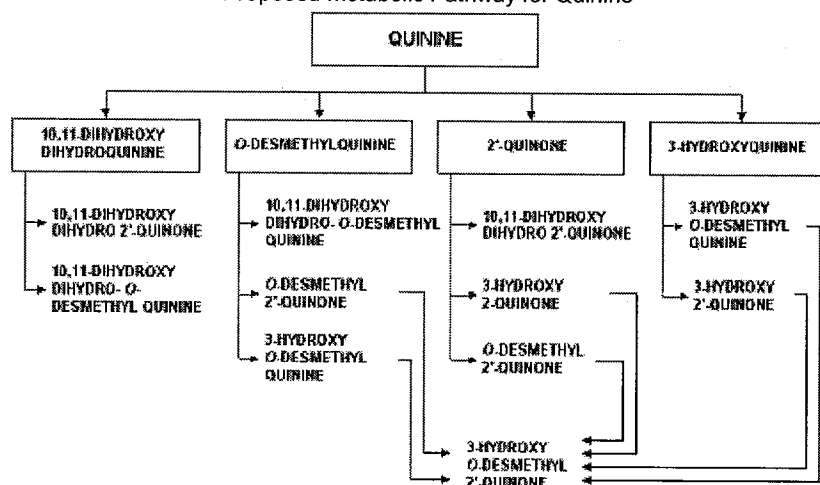 Proposed Metabolic Pathway for Quinine
QUININE
10,11-DIHYDROXY
DIHYDROQUININE
O-DESMETHYLQUININE
2'-QUINONE
3-HYDROXYQUININE
10,11-DIHYDROXY
DIHYDRO 2'-QUINONE
10,11-DIHYDROXY
DIHYDRO- O-
DESMETHYL QUININE
10,11-DIHYDROXY
DIHYDRO- O-DESMETHYL
QUININE
O-DESMETHYL
2'-QUINONE
3-HYDROXY
O-DESMETHYL
QUININE
10,11-DIHYDROXY
DIHYDRO 2'-QUINONE
3-HYDROXY
2-QUINONE
O-DESMETHYL
2'-QUINONE
3-HYDROXY
O-DESMETHYL
QUININE
3-HYDROXY
2'-QUINONE
3-HYDROXY
O-DESMETHYL
2'-QUINONE